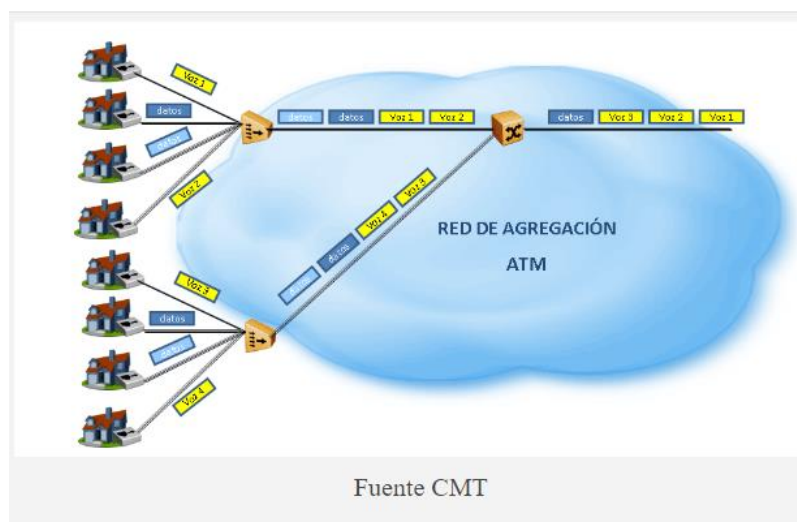 Voz 1
datos
datos
Voz 2
datos
datos
Voz 1
Voz 2
datos
Voz 3
Voz 2
Voz 1
datos
datos
Voz 4
Voz 3
RED DE AGREGACIÓN
ATM
Voz 3
datos
datos
Voz 4
Fuente CMT